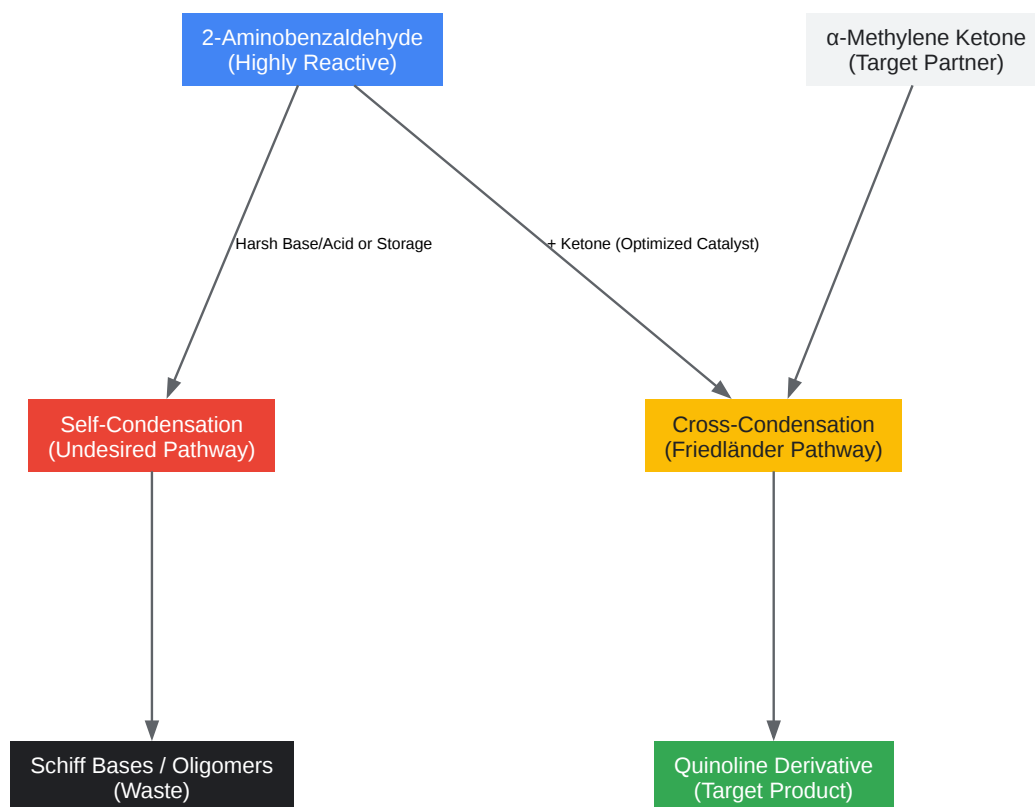 2-Aminobenzaldehyde
(Highly Reactive)
α-Methylene Ketone
(Target Partner)
Harsh Base/Acid or Storage
+ Ketone (Optimized Catalyst)
Self-Condensation
(Undesired Pathway)
Cross-Condensation
(Friedländer Pathway)
Schiff Bases / Oligomers
(Waste)
Quinoline Derivative
(Target Product)